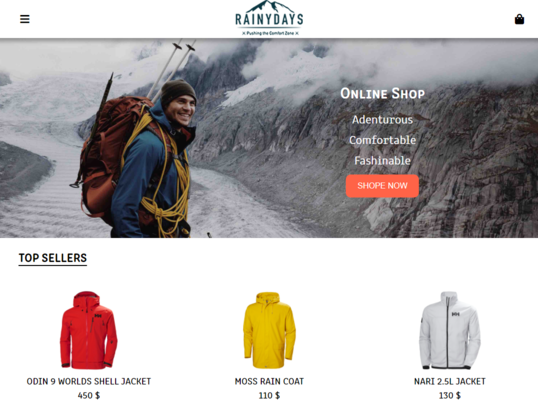 RAINYDAYS
Pushing the Comfort Zone
Online Shop
Adenturous
Comfortable
Fashinable
SHOPE NOW
TOP SELLERS
ODIN 9 WORLDS SHELL JACKET
MOSS RAIN COAT
NARI 2.5L JACKET
450 $
110 $
130 $